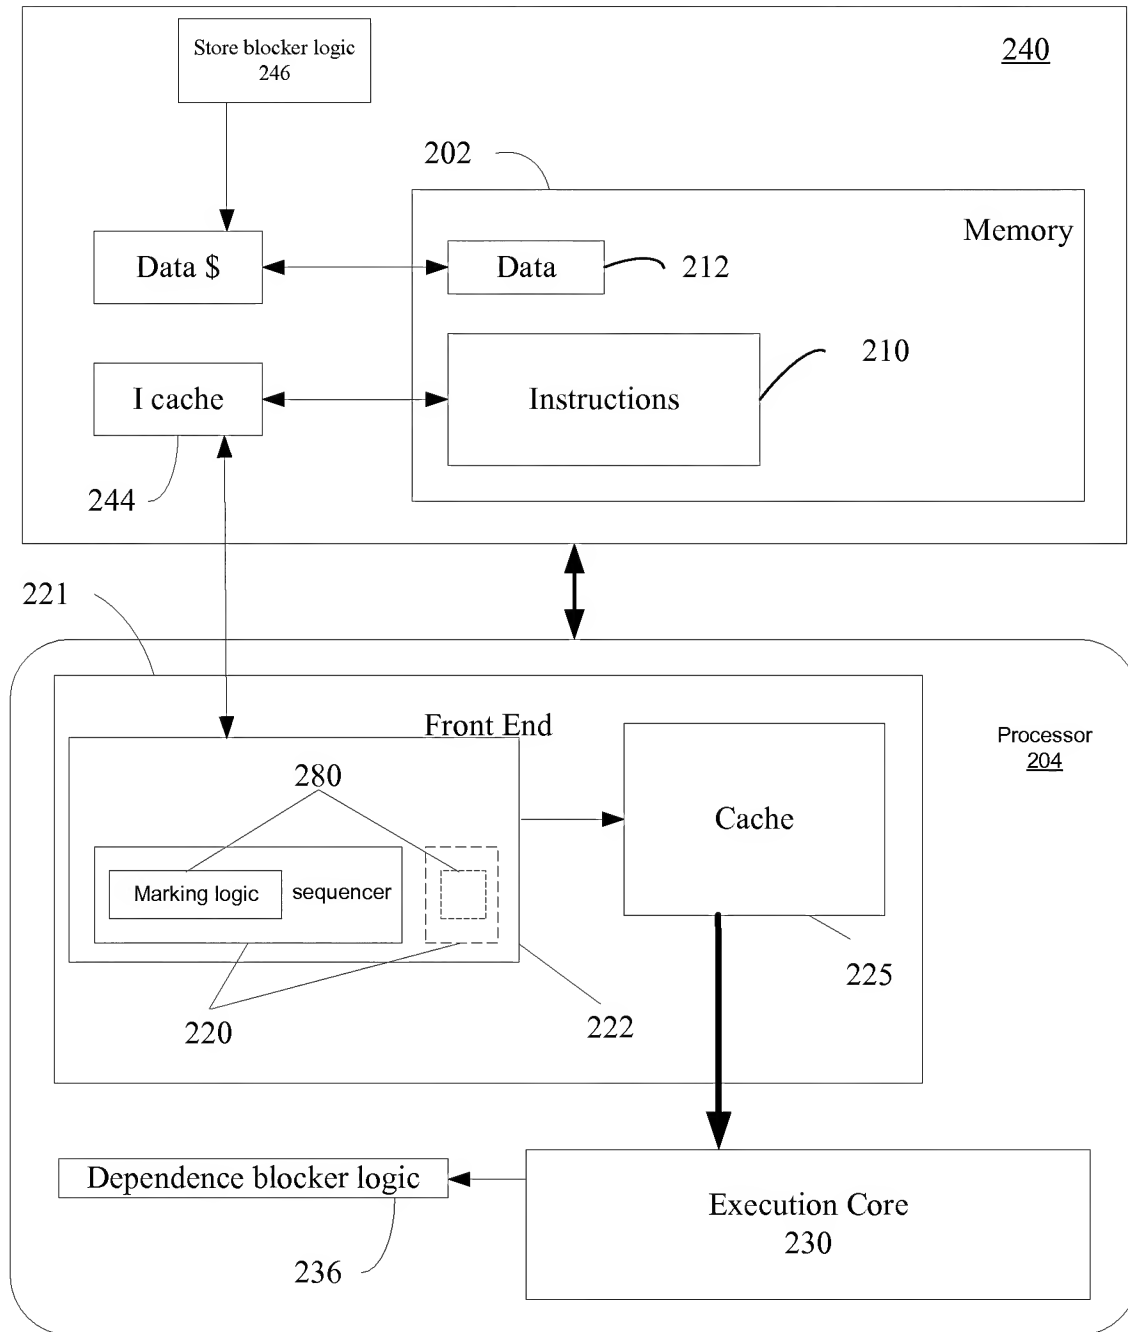 Store blocker logic
246
240
202
Memory
Data $
Data
212
I cache
Instructions
210
244
221
Front End
Processor
204
280
Cache
Marking logic
sequencer
225
220
222
Dependence blocker logic
Execution Core
230
236